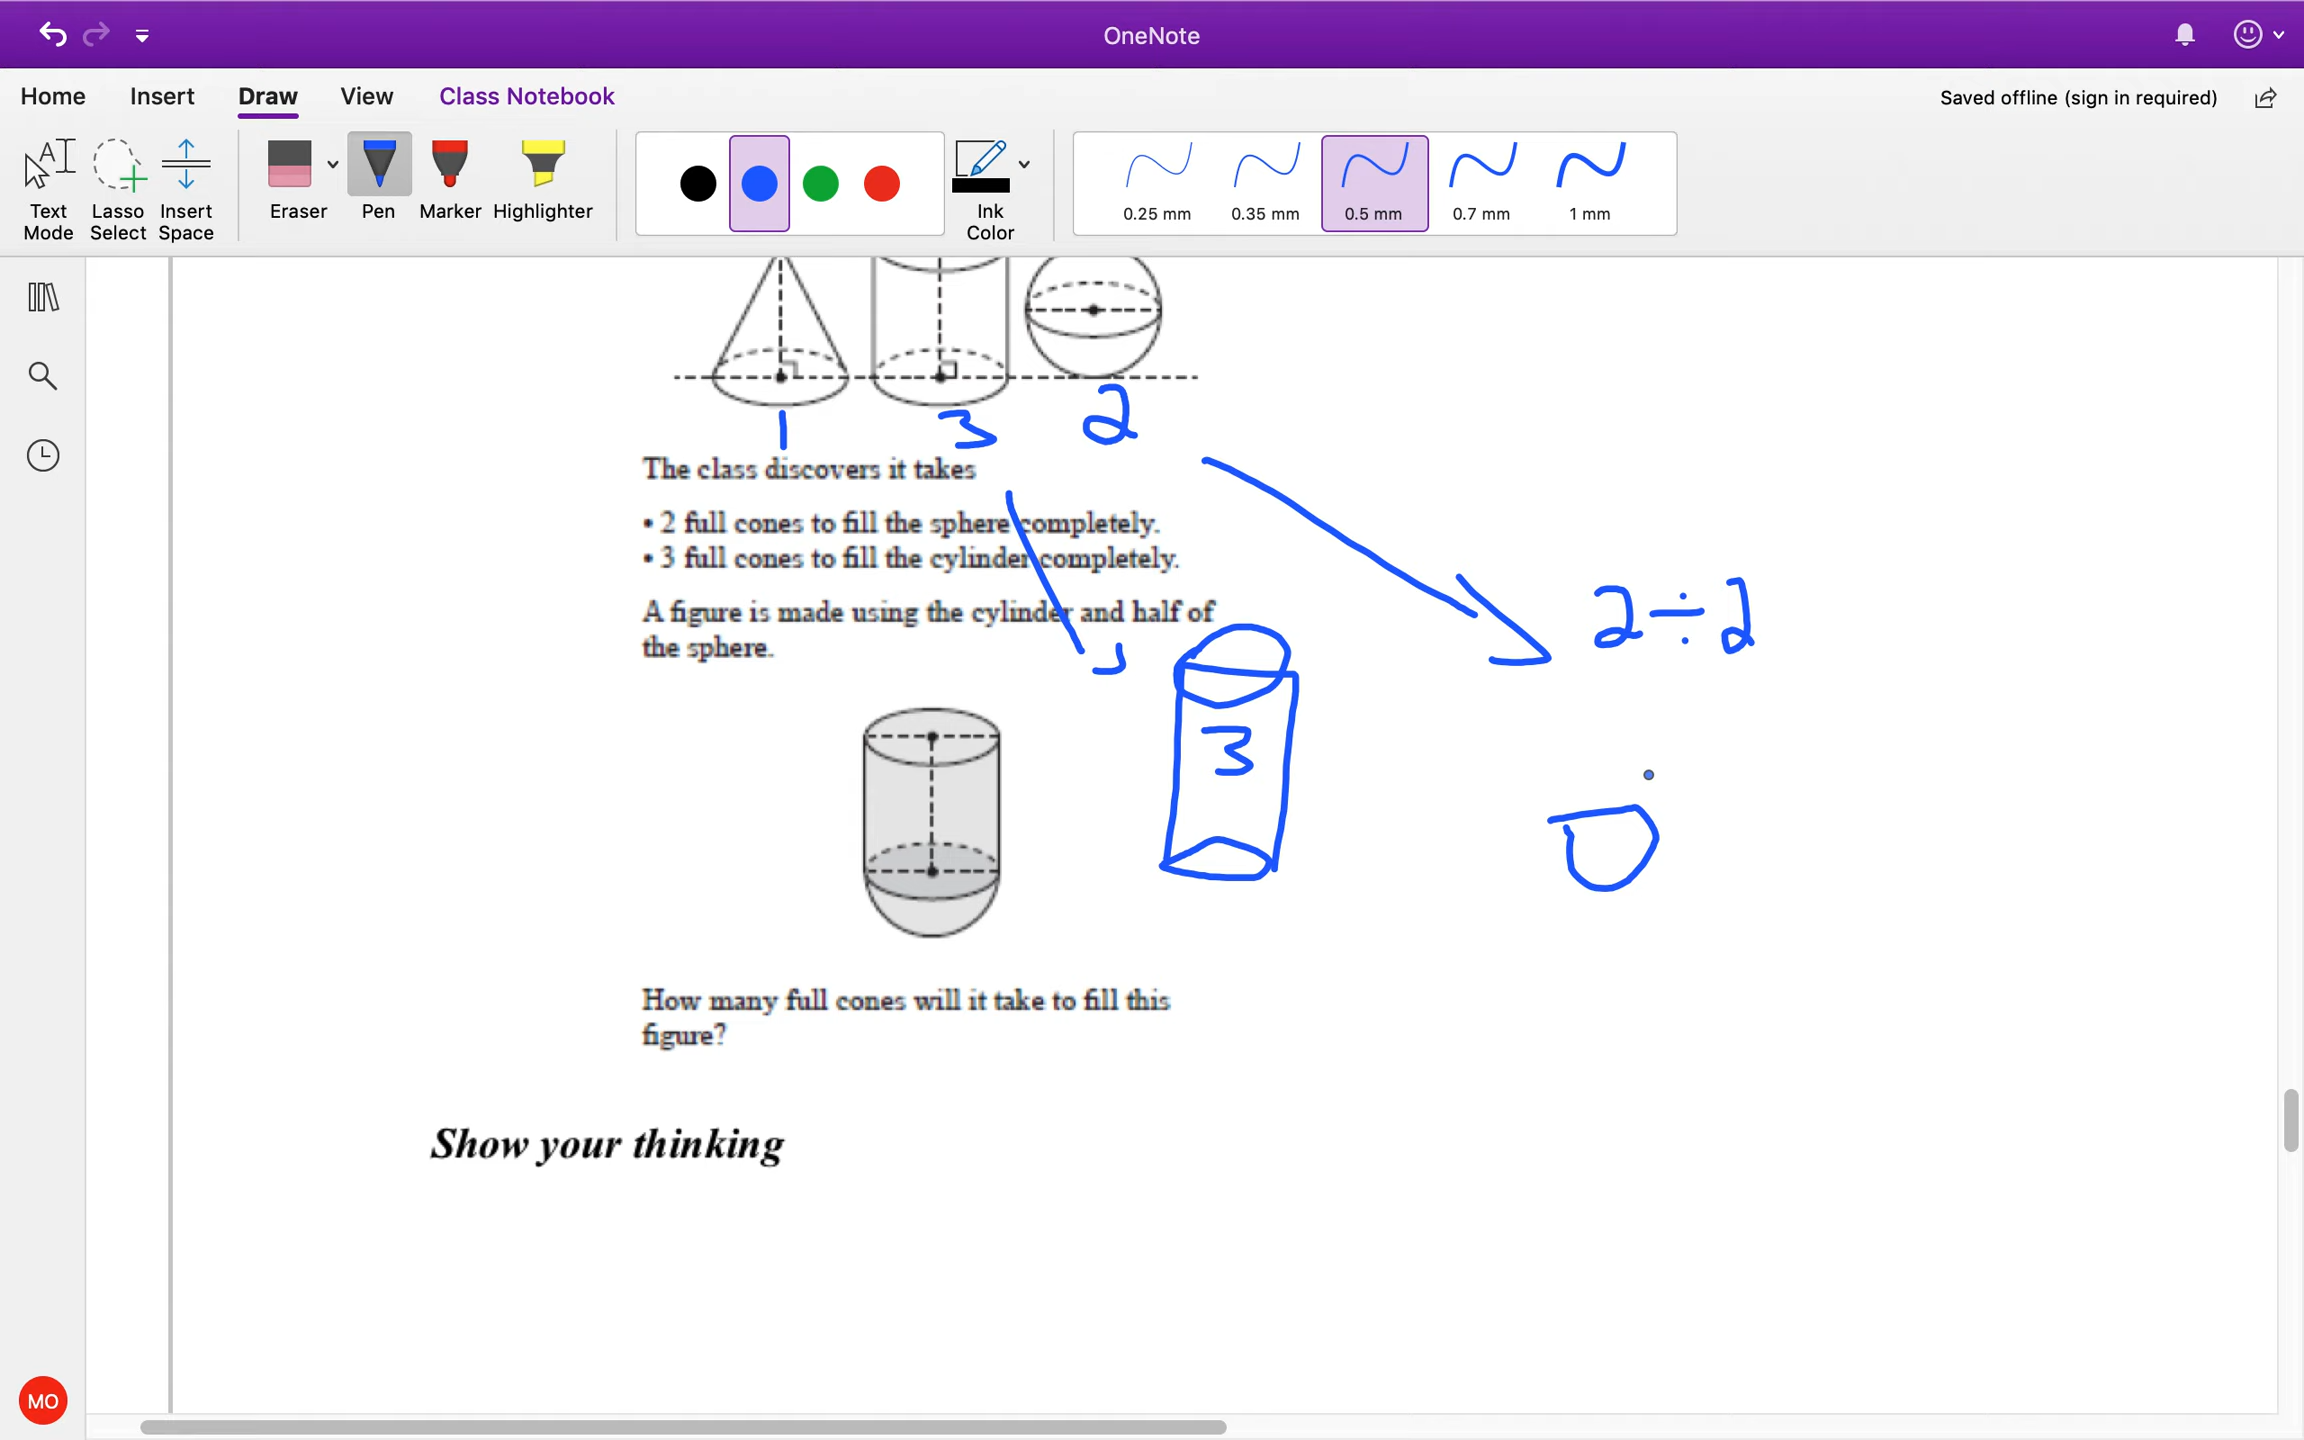 OneNote
Home Insert Draw View Class Notebook
Saved offline (sign in required)
Text Mode
Lasso Select
Insert Space
Eraser
Pen
Marker
Highlighter
Ink Color
0.25 mm
0.35 mm
0.5 mm
0.7 mm
1 mm
1 3 2
The class discovers it takes
• 2 full cones to fill the sphere completely.
• 3 full cones to fill the cylinder completely.
A figure is made using the cylinder and half of
the sphere.
2 ÷ 2
3
How many full cones will it take to fill this
figure?
Show your thinking
MO